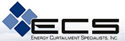 ECS
ENERGY CURTAILMENT SPECIALISTS, INC.